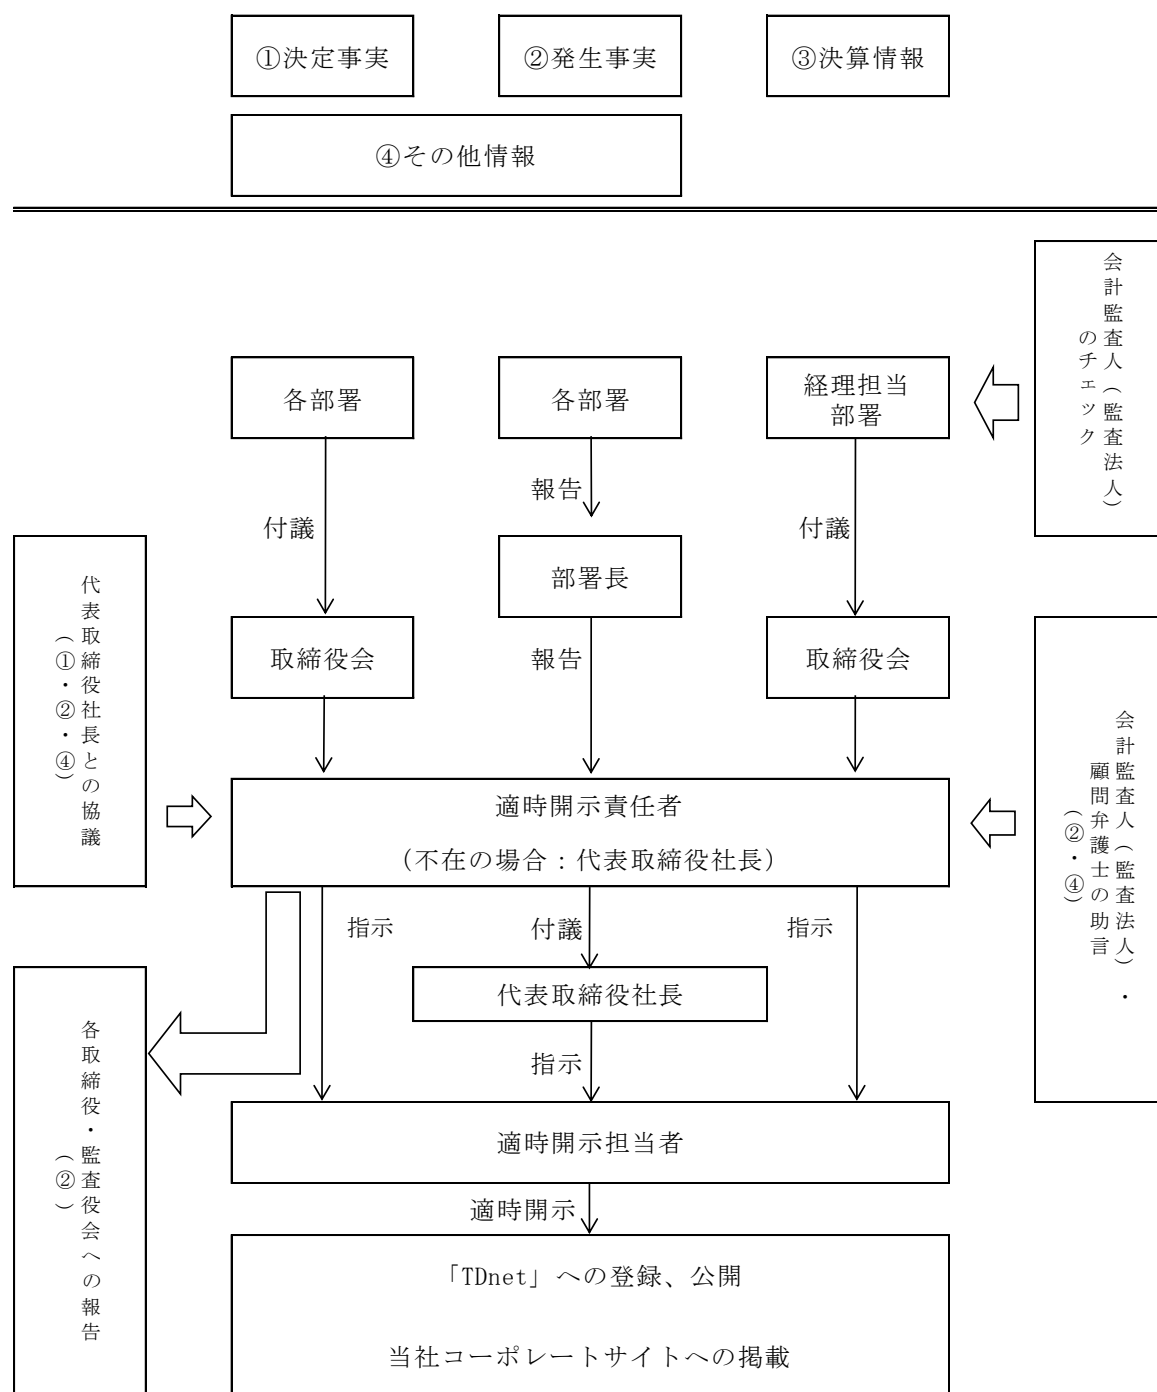 ①決定事実
②発生事実
③決算情報
④その他情報
会計監査人（監査法人）
のチェック
各部署
各部署
経理担当
部署
報告
付議
付議
代表取締役社長との協議
（①・②・④）
部署長
取締役会
報告
取締役会
会計監査人（監査法人）・
顧問弁護士の助言
（②・④）
適時開示責任者
（不在の場合：代表取締役社長）
指示
付議
指示
各取締役・監査役会への報告
（②）
代表取締役社長
指示
適時開示担当者
適時開示
「TDnet」への登録、公開
当社コーポレートサイトへの掲載